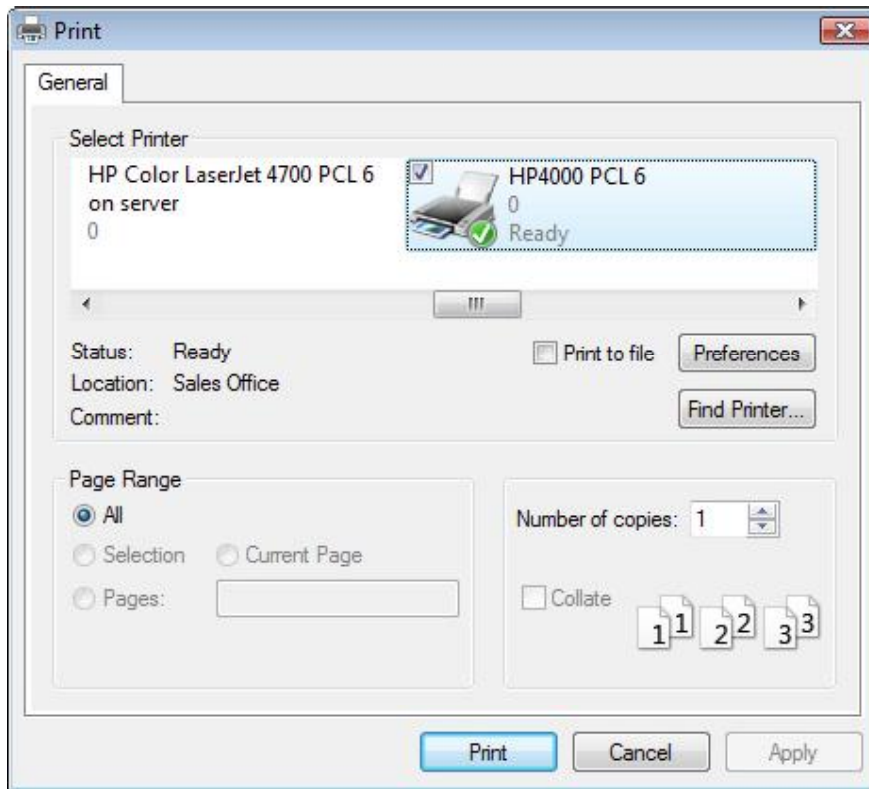 Print
General
Select Printer
HP Color LaserJet 4700 PCL 6
on server
0
HP4000 PCL 6
0
Ready
Status: Ready
Print to file
Preferences
Location: Sales Office
Comment:
Find Printer...
Page Range
All
Selection
Current Page
Pages:
Number of copies: 1
Collate
1 1 2 2 3 3
Print
Cancel
Apply